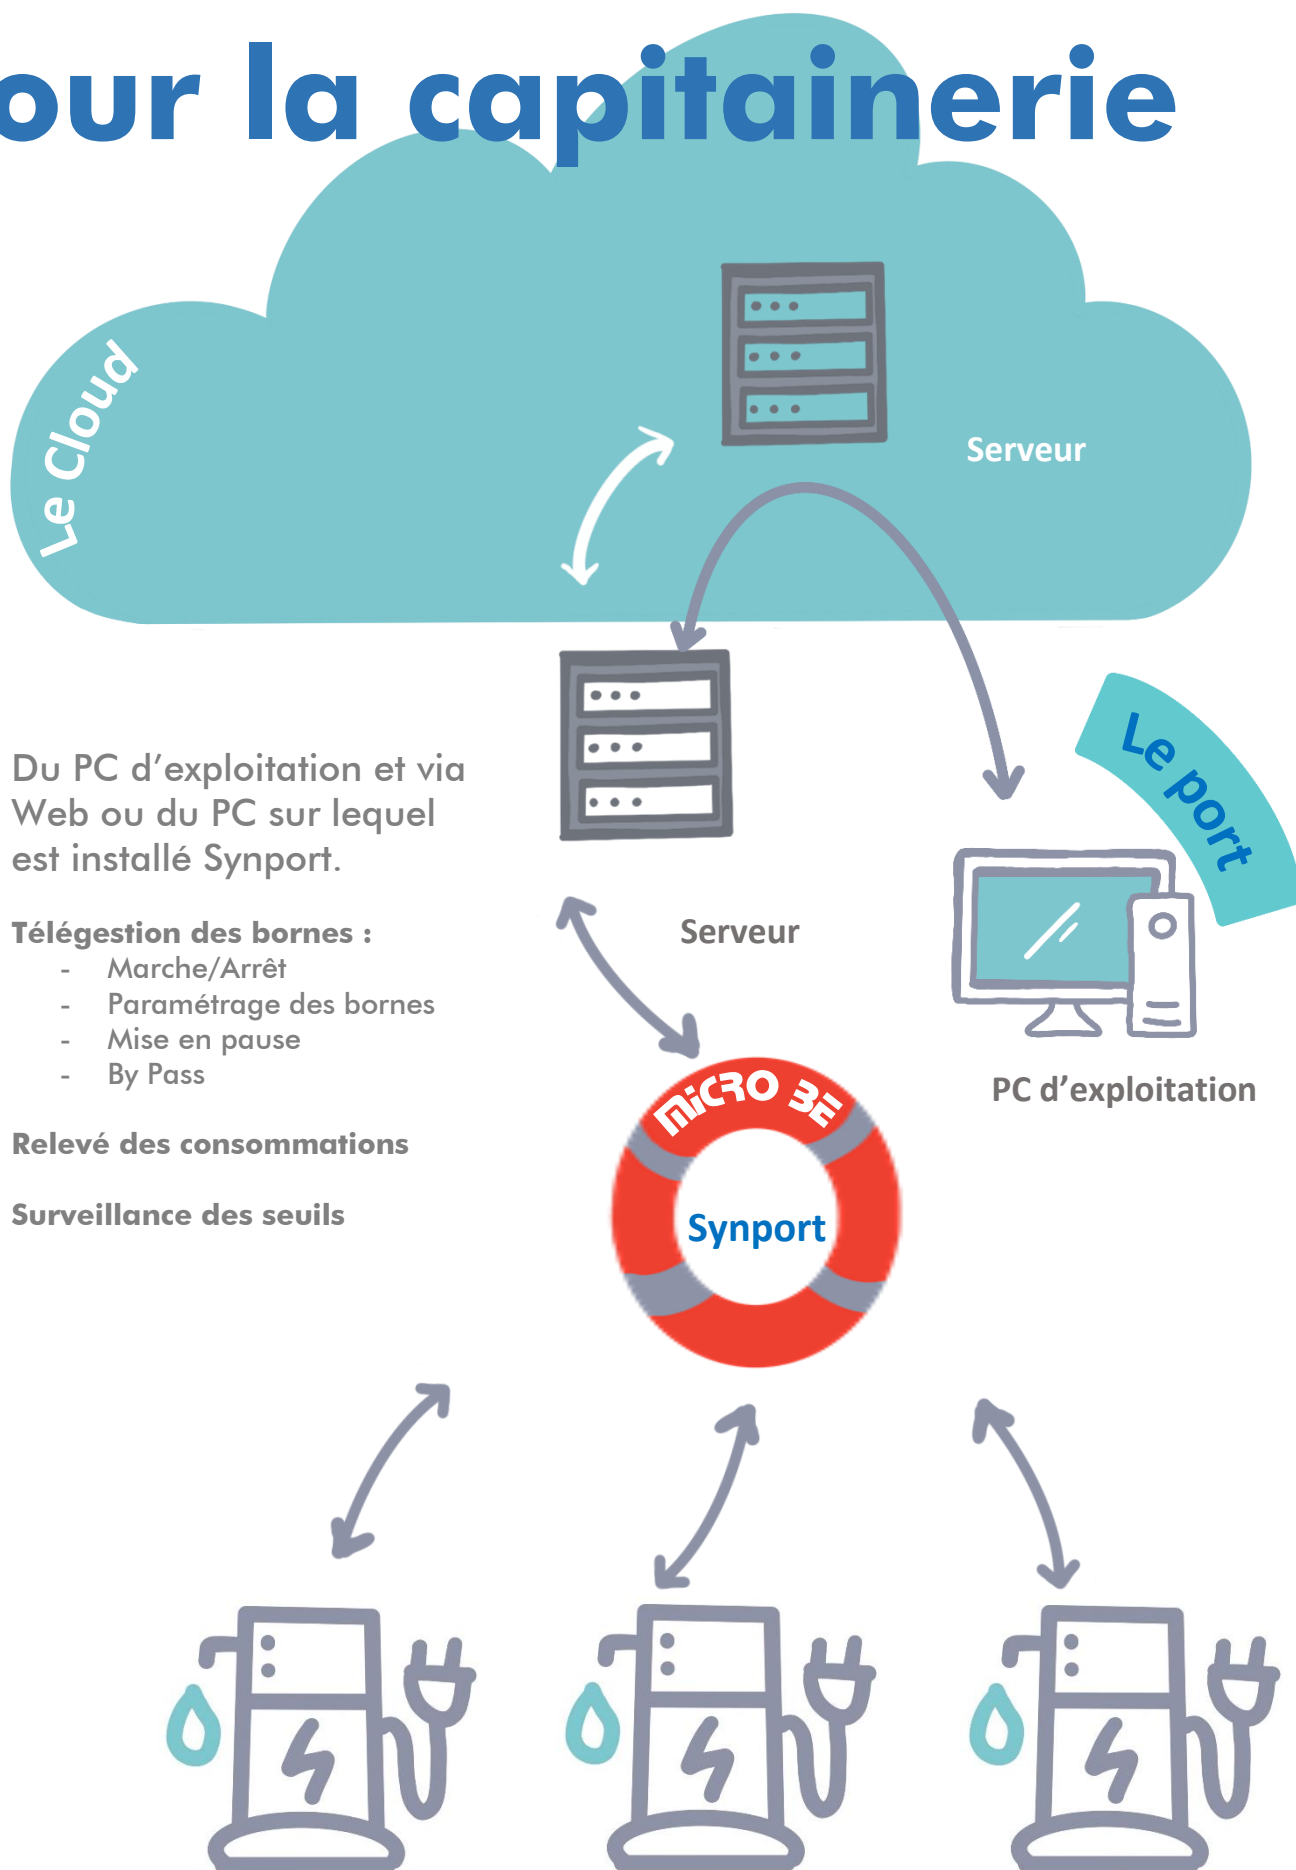 our la capitainerie
Le Cloud
Serveur
Le port
Du PC d’exploitation et via
Web ou du PC sur lequel
est installé Synport.
Serveur
Télégestion des bornes :
- Marche/Arrêt
- Paramétrage des bornes
- Mise en pause
- By Pass
PC d’exploitation
MiCRO BE
Relevé des consommations
Surveillance des seuils
Synport